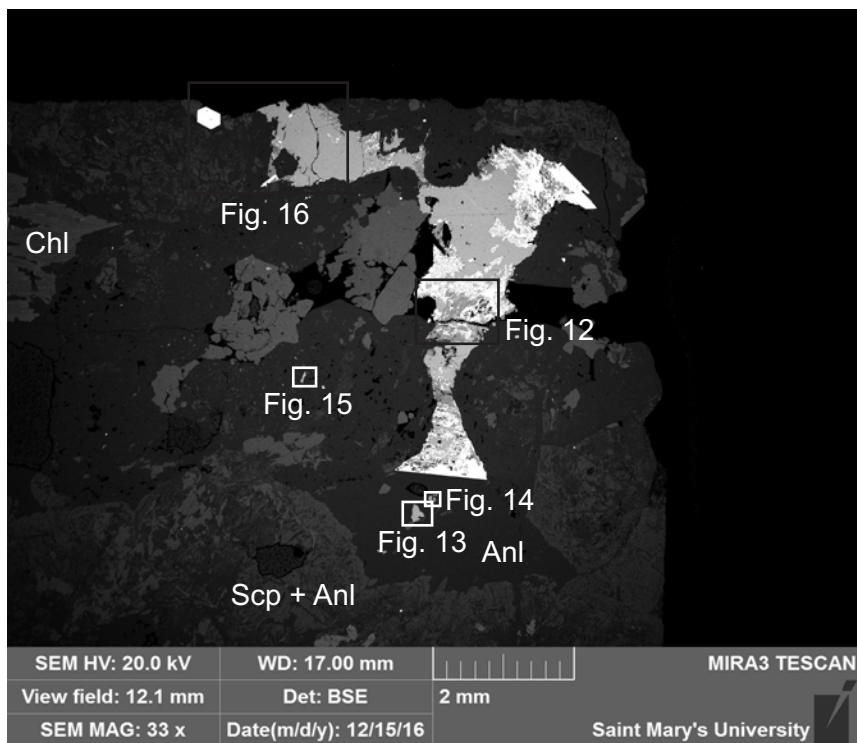 Fig. 16
Chl
Fig. 12
Fig. 15
Fig. 14
Fig. 13
Anl
Scp + Anl
SEM HV: 20.0 kV
WD: 17.00 mm
MIRA3 TESCAN
View field: 12.1 mm
Det: BSE
2 mm
SEM MAG: 33 x
Date(m/d/y): 12/15/16
Saint Mary's University